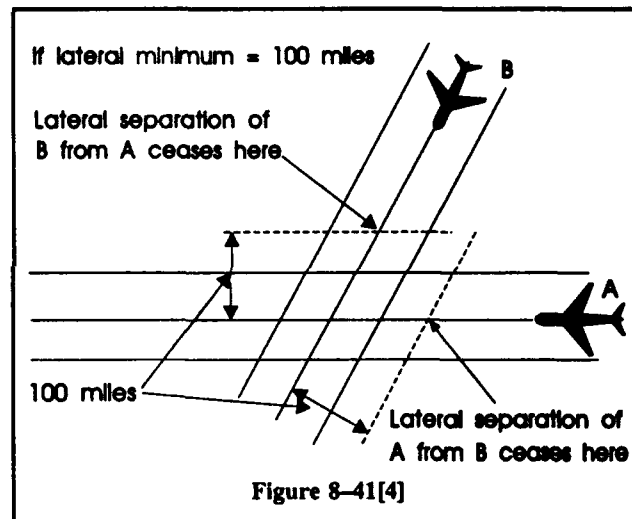 If lateral minimum = 100 miles
B
Lateral separation of
B from A ceases here
A
100 miles
Lateral separation of
A from B ceases here
Figure 8–41[4]